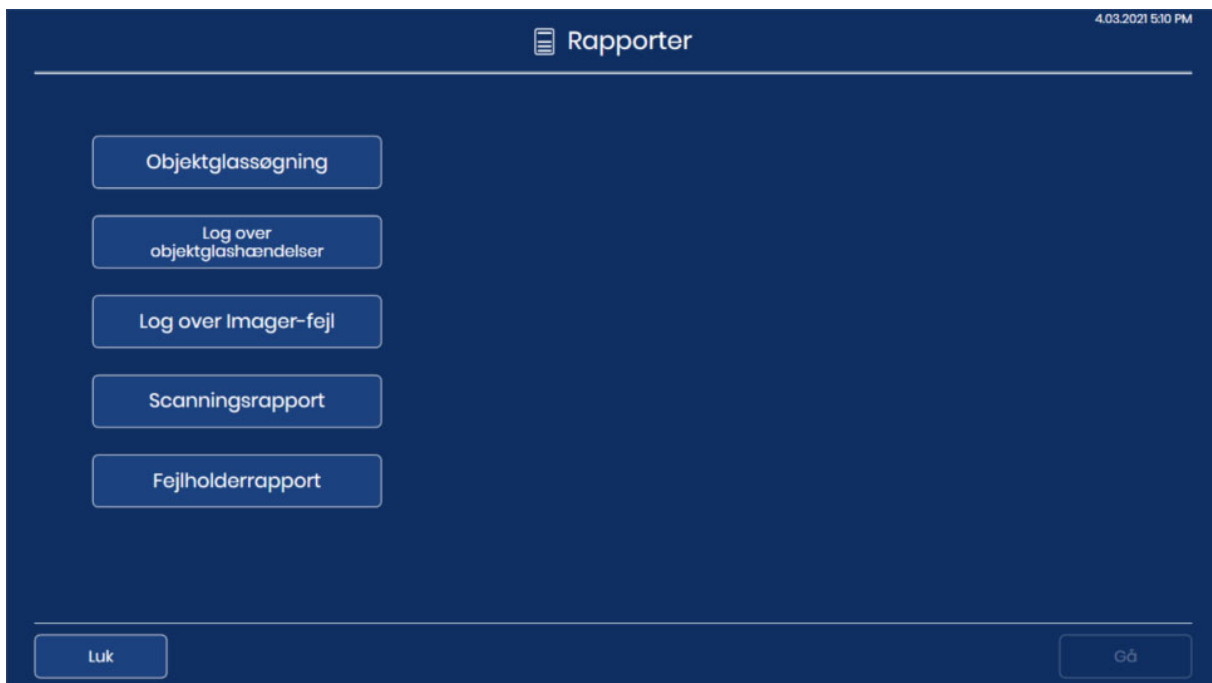 4.03.2021 5:10 PM
Rapporter
Objektglassøgning
Log over
objektglashændelser
Log over Imager-fejl
Scanningsrapport
Fejlholderrapport
Luk
Gå